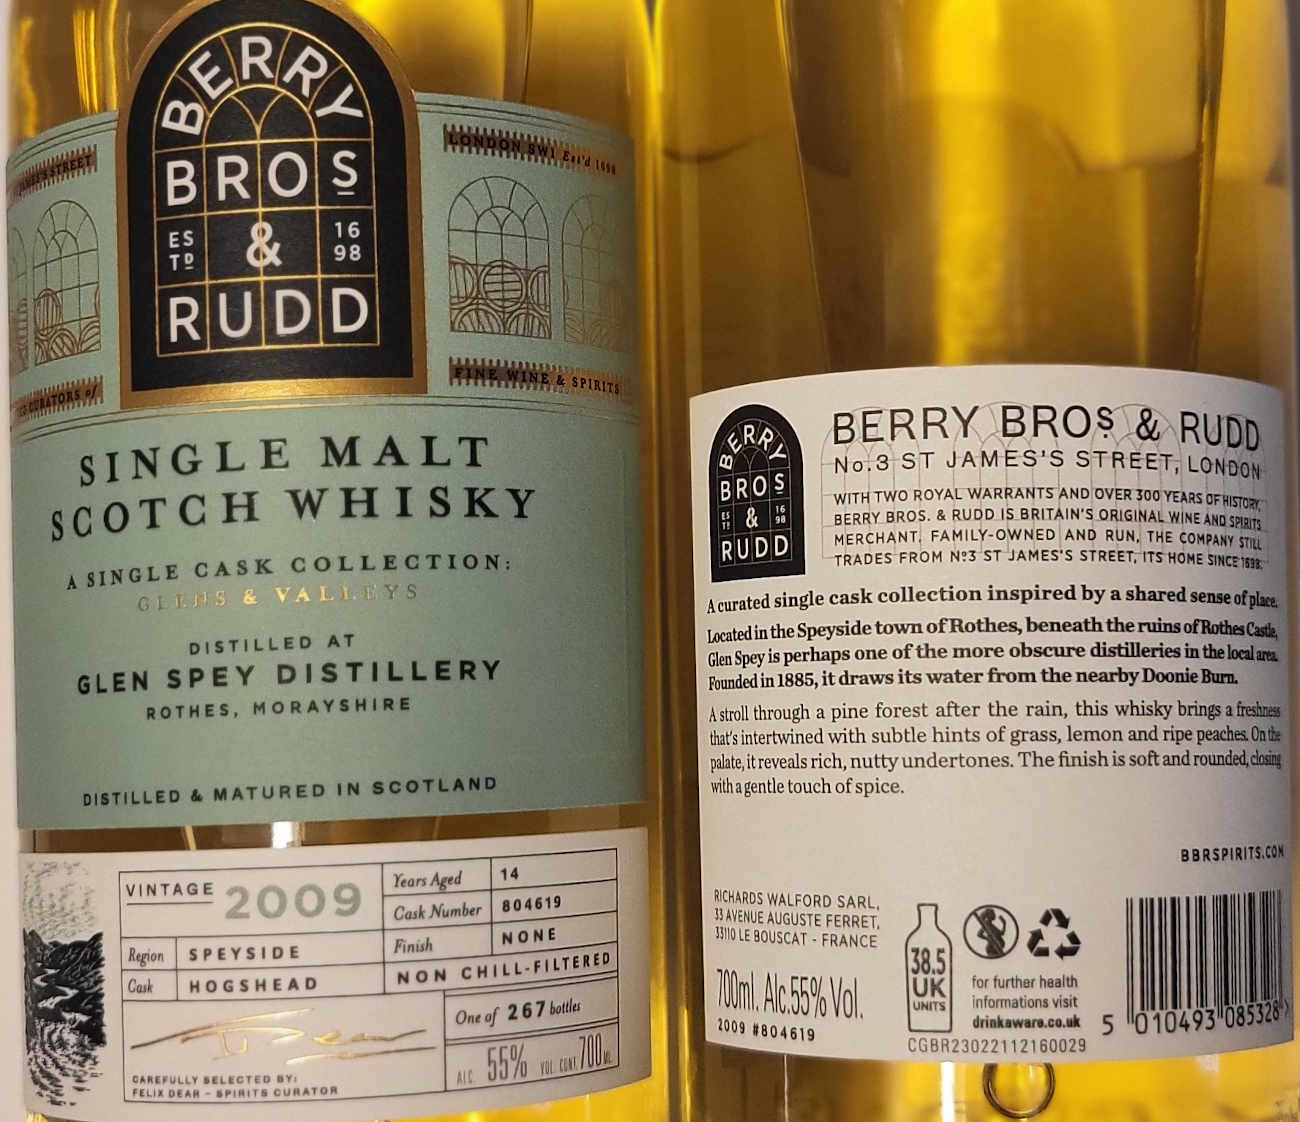 BERRY
BROS
ESTD
&
1698
RUDD
JAMES'S STREET
LONDON SW1 Est'd 1698
CURATORS of
FINE WINE & SPIRITS
SINGLE MALT
SCOTCH WHISKY
A SINGLE CASK COLLECTION:
GLENS & VALLEYS
DISTILLED AT
GLEN SPEY DISTILLERY
ROTHES, MORAYSHIRE
DISTILLED & MATURED IN SCOTLAND
VINTAGE 2009
Years Aged 14
Cask Number 804619
Region SPEYSIDE
Finish NONE
Cask HOGSHEAD
NON CHILL-FILTERED
One of 267 bottles
ALC. 55% VOL. CONT. 700ML
CAREFULLY SELECTED BY:
FELIX DEAR - SPIRITS CURATOR
BERRY
BROS
ESTD
&
1698
RUDD
BERRY BROS & RUDD
No.3 ST JAMES'S STREET, LONDON
WITH TWO ROYAL WARRANTS AND OVER 300 YEARS OF HISTORY,
BERRY BROS. & RUDD IS BRITAIN'S ORIGINAL WINE AND SPIRITS
MERCHANT. FAMILY-OWNED AND RUN, THE COMPANY STILL
TRADES FROM Nº3 ST JAMES'S STREET, ITS HOME SINCE 1698.
A curated single cask collection inspired by a shared sense of place.
Located in the Speyside town of Rothes, beneath the ruins of Rothes Castle,
Glen Spey is perhaps one of the more obscure distilleries in the local area.
Founded in 1885, it draws its water from the nearby Doonie Burn.
A stroll through a pine forest after the rain, this whisky brings a freshness
that's intertwined with subtle hints of grass, lemon and ripe peaches. On the
palate, it reveals rich, nutty undertones. The finish is soft and rounded, closing
with a gentle touch of spice.
BBRSPIRITS.COM
RICHARDS WALFORD SARL,
33 AVENUE AUGUSTE FERRET,
33110 LE BOUSCAT - FRANCE
700ml. Alc.55% Vol.
2009 #804619
38.5
UK
UNITS
for further health
informations visit
drinkaware.co.uk
CGBR23022112160029
5 010493 085328 >